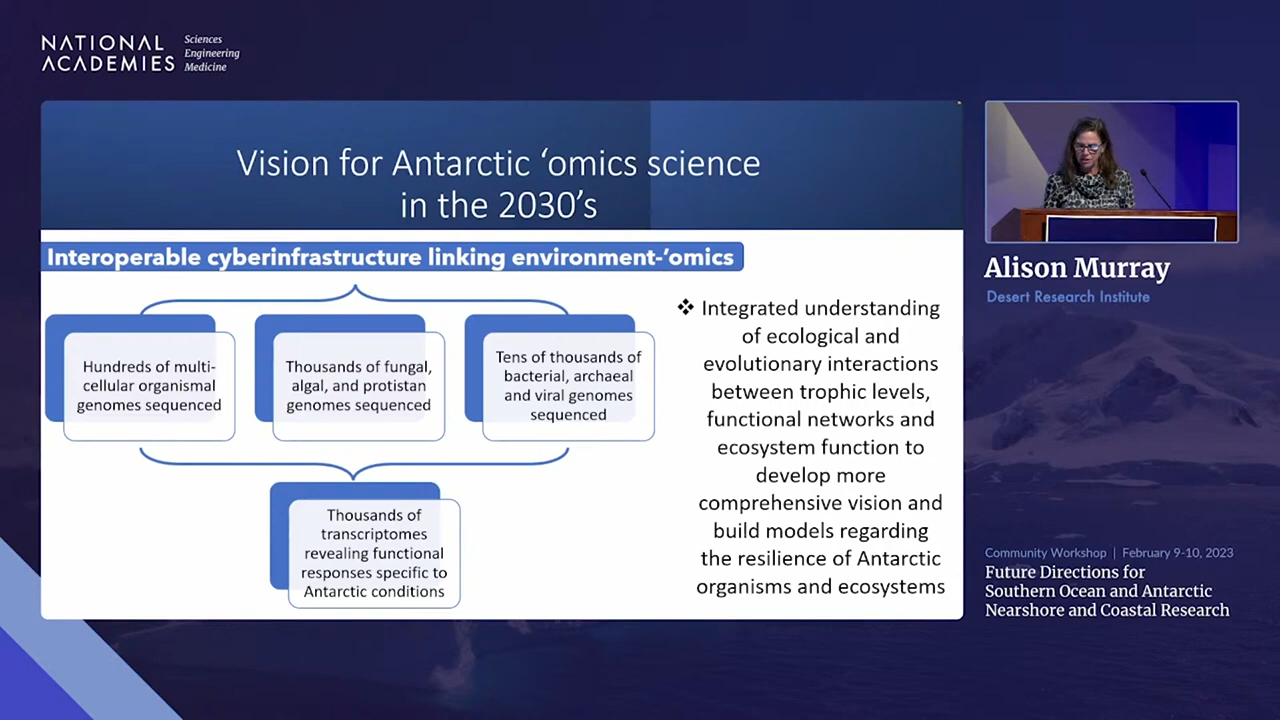 NATIONAL
ACADEMIES
Sciences
Engineering
Medicine
Vision for Antarctic ‘omics science
in the 2030’s
Interoperable cyberinfrastructure linking environment-’omics
Hundreds of multi-
cellular organismal
genomes sequenced
Thousands of fungal,
algal, and protistan
genomes sequenced
Tens of thousands of
bacterial, archaeal
and viral genomes
sequenced
Thousands of
transcriptomes
revealing functional
responses specific to
Antarctic conditions
❖ Integrated understanding
of ecological and
evolutionary interactions
between trophic levels,
functional networks and
ecosystem function to
develop more
comprehensive vision and
build models regarding
the resilience of Antarctic
organisms and ecosystems
Alison Murray
Desert Research Institute
Community Workshop | February 9-10, 2023
Future Directions for
Southern Ocean and Antarctic
Nearshore and Coastal Research